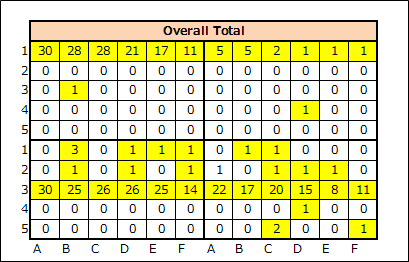 Overall Total
1 30 28 28 21 17 11 5 5 2 1 1 1
2 0 0 0 0 0 0 0 0 0 0 0 0
3 0 1 0 0 0 0 0 0 0 0 0 0
4 0 0 0 0 0 0 0 0 0 1 0 0
5 0 0 0 0 0 0 0 0 0 0 0 0
1 0 3 0 1 1 1 0 1 1 0 0 0
2 0 1 0 1 0 1 1 0 1 1 1 0
3 30 25 26 26 25 14 22 17 20 15 8 11
4 0 0 0 0 0 0 0 0 0 1 0 0
5 0 0 0 0 0 0 0 0 2 0 0 1
A B C D E F A B C D E F